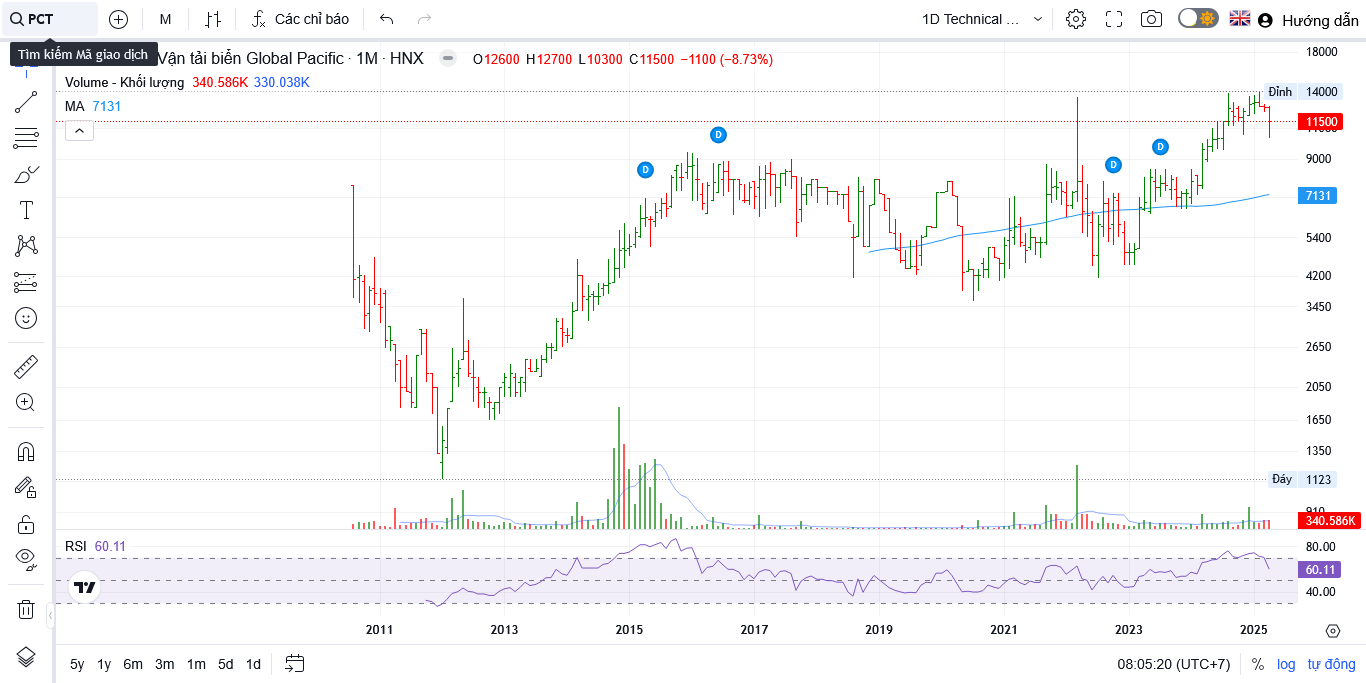 PCT M Các chỉ báo 1D Technical ... Hướng dẫn
Tìm kiếm Mã giao dịch
Vận tải biển Global Pacific · 1M · HNX O12600 H12700 L10300 C11500 −1100 (−8.73%)
Volume - Khối lượng 340.586K 330.038K
MA 7131
18000
Đỉnh 14000
11500
9000
7131
5400
4200
3450
2650
2050
1650
1350
Đáy 1123
810
340.586K
D
D
D
D
RSI 60.11
80.00
60.11
40.00
2011 2013 2015 2017 2019 2021 2023 2025
5y 1y 6m 3m 1m 5d 1d 08:05:20 (UTC+7) % log tự động